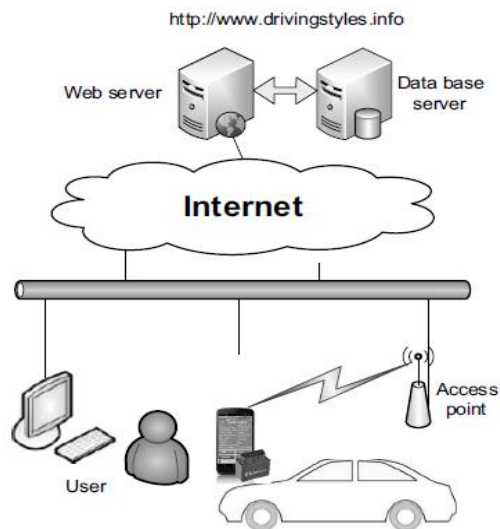 http://www.drivingstyles.info
Web server
Data base
server
Internet
User
Access
point